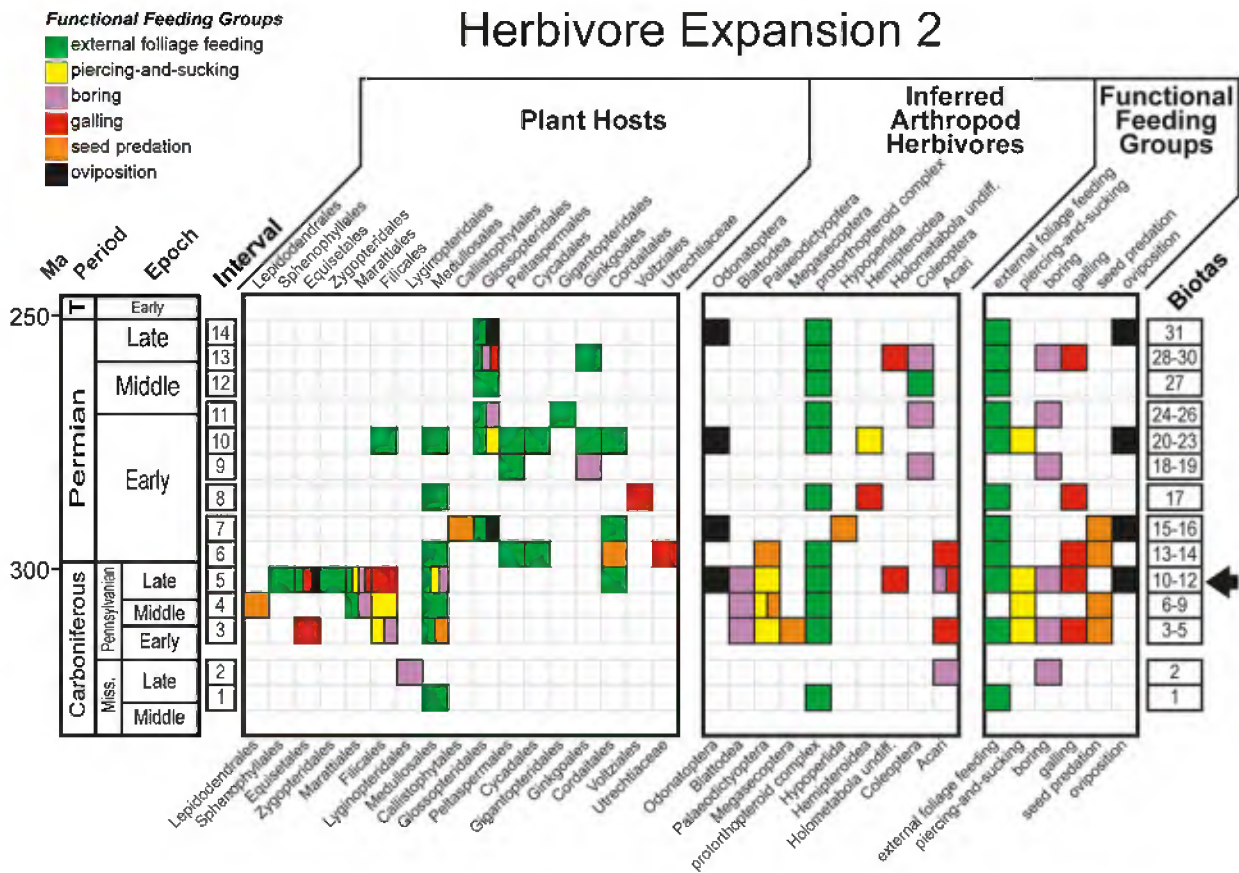 Functional Feeding Groups
external folliage feeding
piercing-and-sucking
boring
galling
seed predation
oviposition
Herbivore Expansion 2
Plant Hosts
Inferred
Arthropod
Herbivores
Functional
Feeding
Groups
Ma
Period
Epoch
Interval
Lepidodendrales
Sphenophyllales
Equisetales
Zygopteridales
Marattiales
Filicales
Lyginopteridales
Medullosales
Callistophytales
Glossopteridales
Peltaspermales
Cycadales
Gigantopteridales
Ginkgoales
Cordaitales
Voltziales
Utrechtiaceae
Odonatoptera
Blattodea
Palaeodictyoptera
Megasecoptera
protorthopteroid complex
Hypoperlida
Hemipteroidea
Holometabola undiff.
Coleoptera
Acari
external foliage feeding
piercing-and-sucking
boring
galling
seed predation
oviposition
Biotas
250
300
T
Early
Permian
Late
Middle
Early
Carboniferous
Pennsylvanian
Late
Middle
Early
Miss.
Late
Middle
14
13
12
11
10
9
8
7
6
5
4
3
2
1
31
28-30
27
24-26
20-23
18-19
17
15-16
13-14
10-12
6-9
3-5
2
1
Lepidodendrales
Sphenophyllales
Equisetales
Zygopteridales
Marattiales
Filicales
Lyginopteridales
Medullosales
Callistophytales
Glossopteridales
Peltaspermales
Cycadales
Gigantopteridales
Ginkgoales
Cordaitales
Voltziales
Utrechtiaceae
Odonatoptera
Blattodea
Palaeodictyoptera
Megasecoptera
protorthopteroid complex
Hypoperlida
Hemipteroidea
Holometabola undiff.
Coleoptera
Acari
external foliage feeding
piercing-and-sucking
boring
galling
seed predation
oviposition